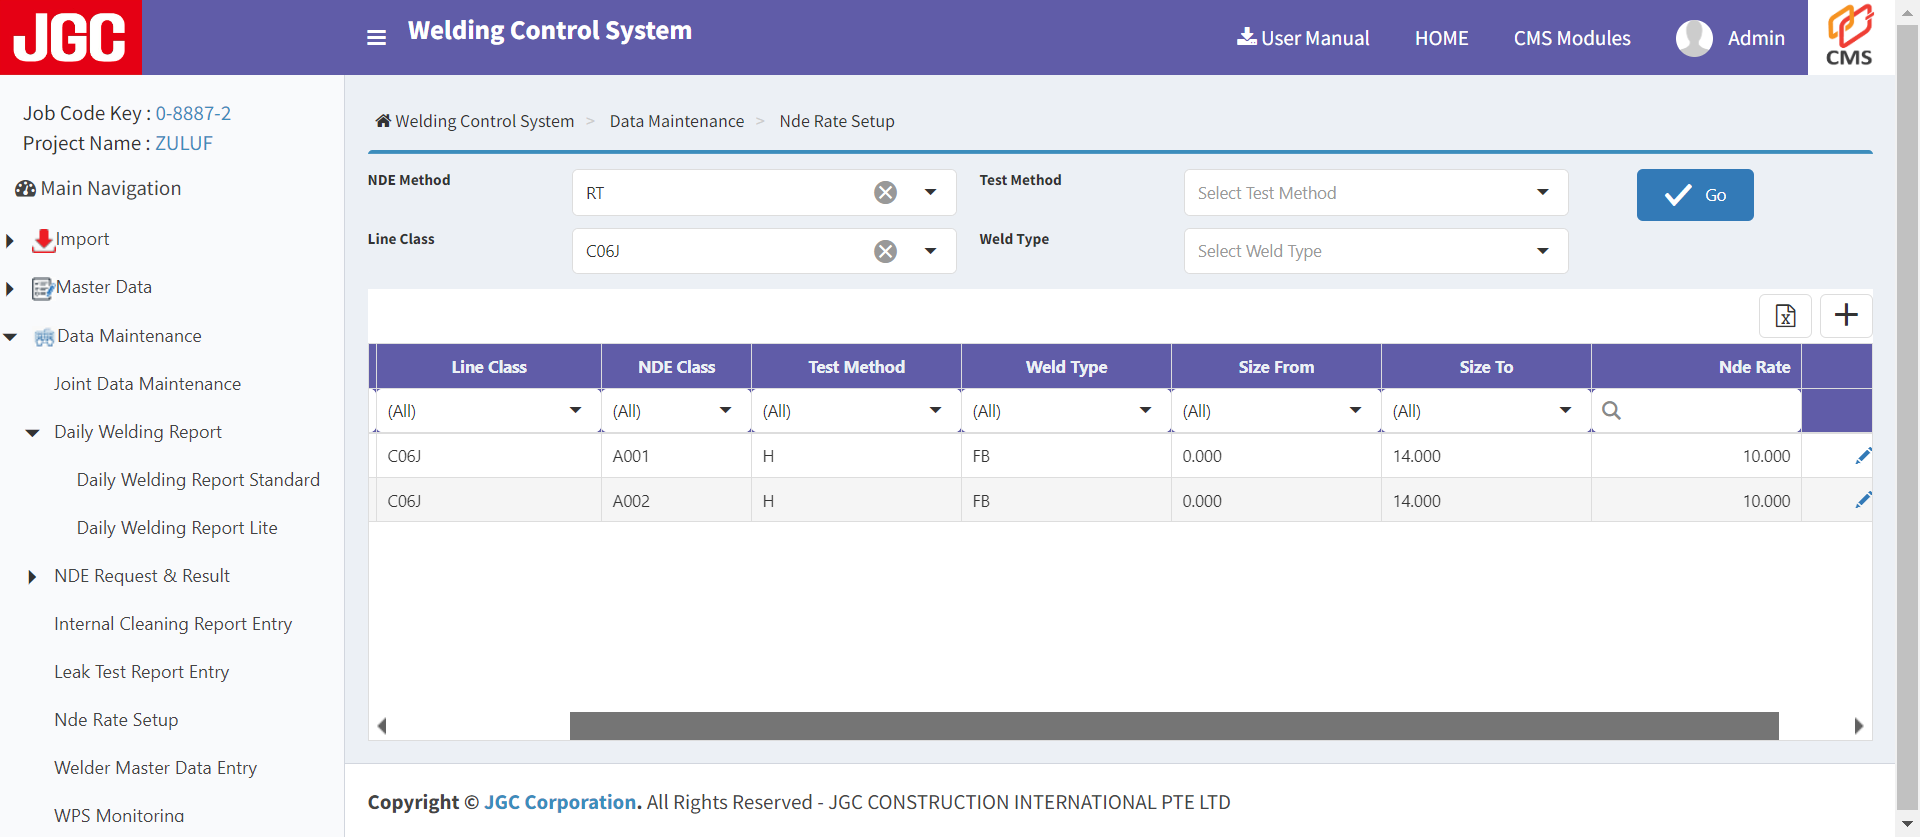 JGC
Welding Control System
User Manual
HOME
CMS Modules
Admin
CMS
Job Code Key : 0-8887-2
Project Name : ZULUF
Main Navigation
Import
Master Data
Data Maintenance
Joint Data Maintenance
Daily Welding Report
Daily Welding Report Standard
Daily Welding Report Lite
NDE Request & Result
Internal Cleaning Report Entry
Leak Test Report Entry
Nde Rate Setup
Welder Master Data Entry
WPS Monitoring
Welding Control System > Data Maintenance > Nde Rate Setup
NDE Method RT Test Method Select Test Method Go
Line Class C06J Weld Type Select Weld Type
Line Class NDE Class Test Method Weld Type Size From Size To Nde Rate
(All) (All) (All) (All) (All) (All)
C06J A001 H FB 0.000 14.000 10.000
C06J A002 H FB 0.000 14.000 10.000
Copyright © JGC Corporation. All Rights Reserved - JGC CONSTRUCTION INTERNATIONAL PTE LTD